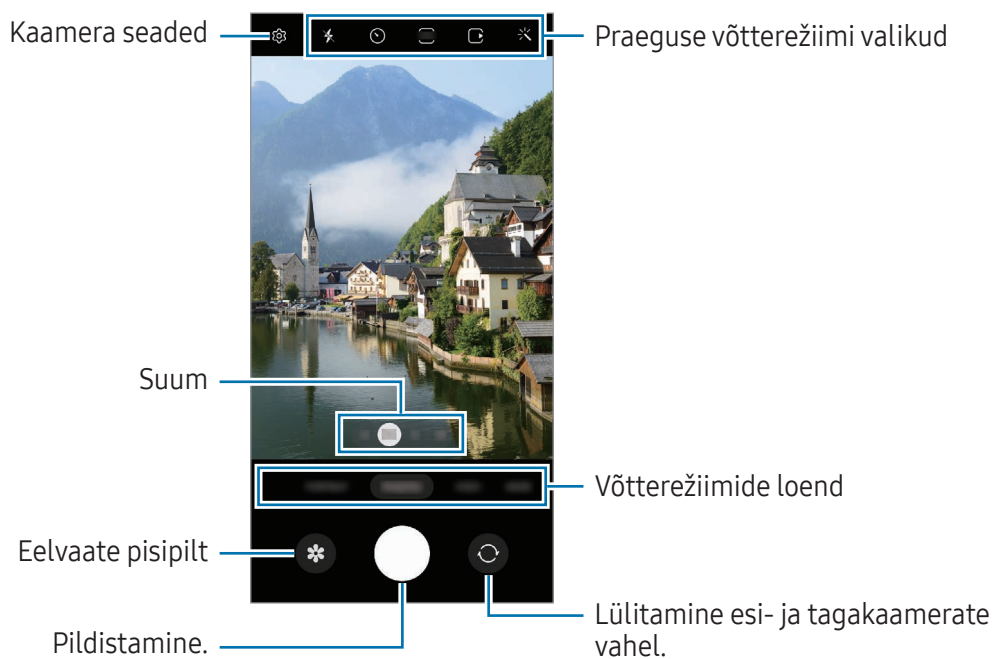 Kaamera seaded
Praeguse võtterežiimi valikud
Suum
Võtterežiimide loend
Eelvaate pisipilt
Lülitamine esi- ja tagakaamerate
vahel.
Pildistamine.